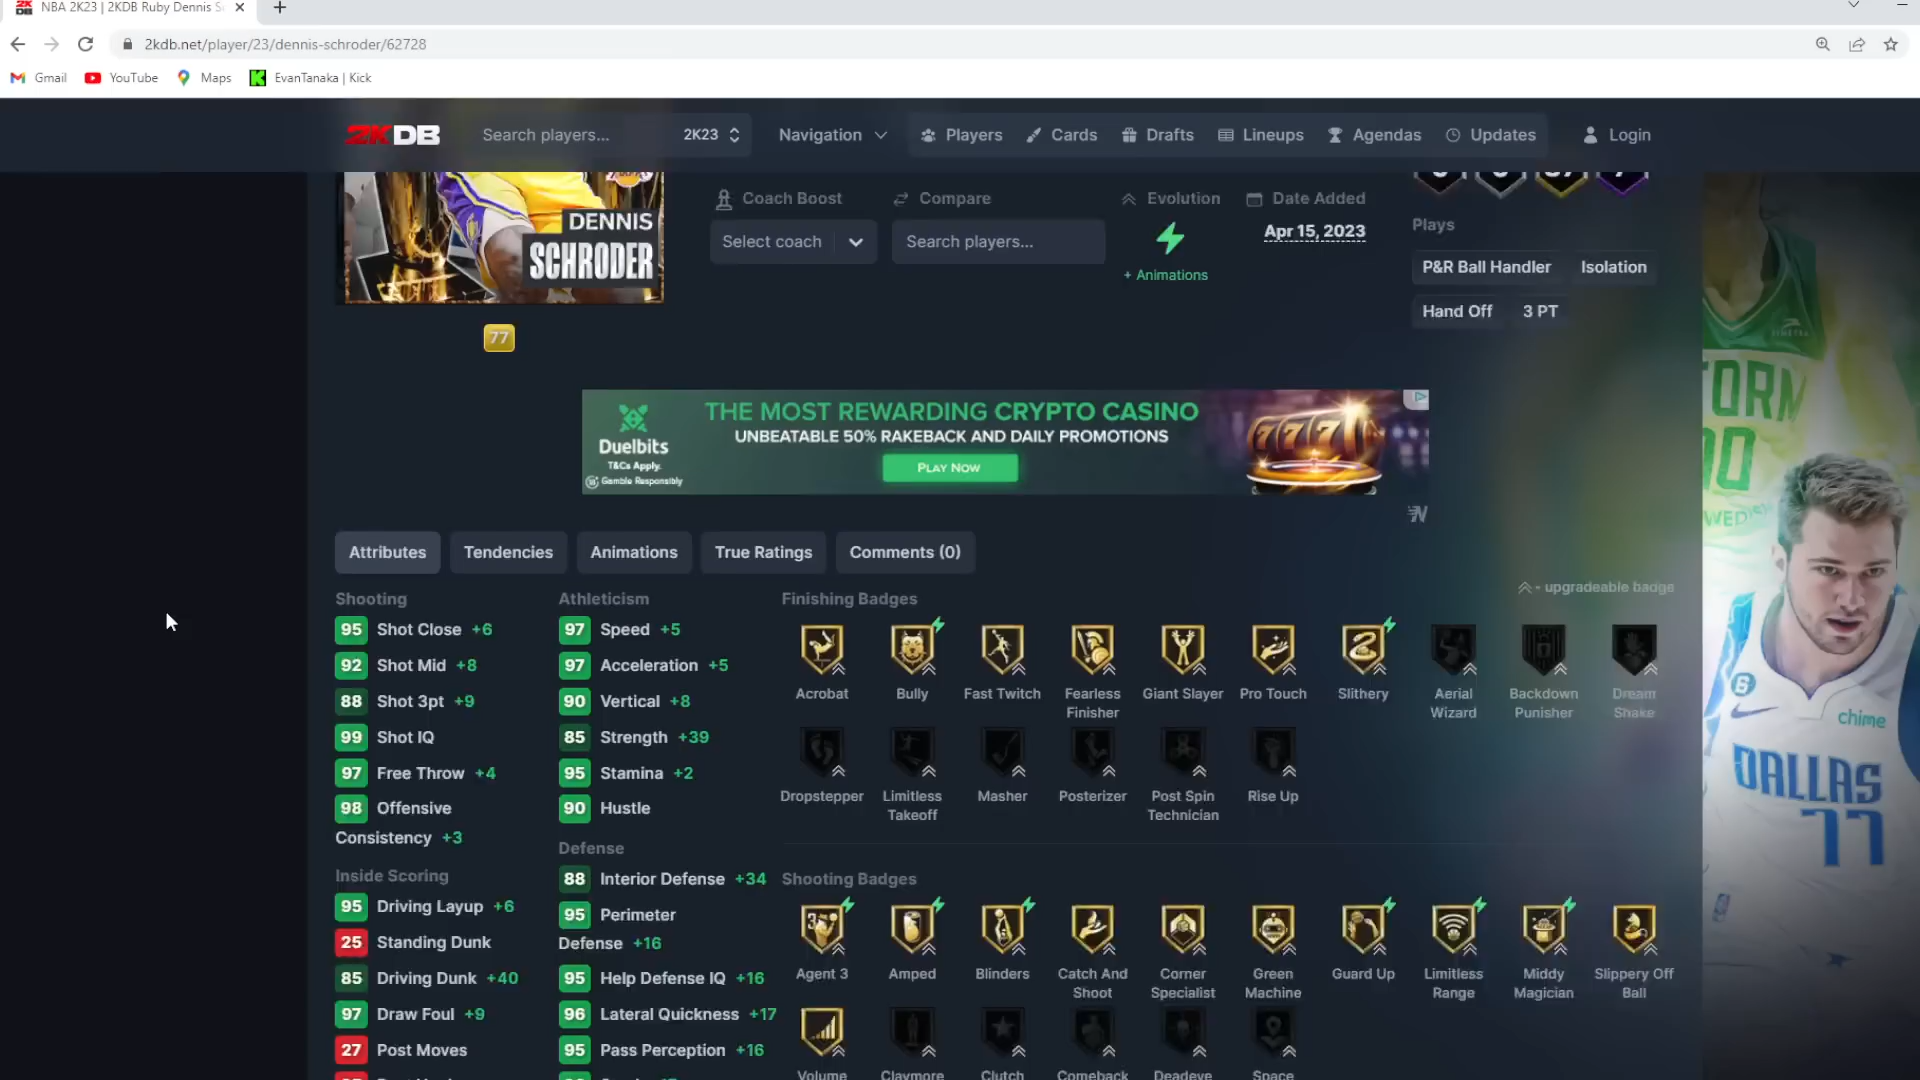 NBA 2K23 | 2KDB Ruby Dennis S
2kdb.net/player/23/dennis-schroder/62728
Gmail YouTube Maps EvanTanaka | Kick
2KDB Search players... 2K23 Navigation Players Cards Drafts Lineups Agendas Updates Login
DENNIS
SCHRODER
77
Coach Boost Compare Evolution Date Added
Select coach Search players... Apr 15, 2023
+ Animations
Plays
P&R Ball Handler Isolation
Hand Off 3 PT
Duelbits
T&Cs Apply.
Gamble Responsibly
THE MOST REWARDING CRYPTO CASINO
UNBEATABLE 50% RAKEBACK AND DAILY PROMOTIONS
PLAY NOW
777
Attributes Tendencies Animations True Ratings Comments (0)
- upgradeable badge
Shooting
95 Shot Close +6
92 Shot Mid +8
88 Shot 3pt +9
99 Shot IQ
97 Free Throw +4
98 Offensive
Consistency +3
Inside Scoring
95 Driving Layup +6
25 Standing Dunk
85 Driving Dunk +40
97 Draw Foul +9
27 Post Moves
Athleticism
97 Speed +5
97 Acceleration +5
90 Vertical +8
85 Strength +39
95 Stamina +2
90 Hustle
Defense
88 Interior Defense +34
95 Perimeter
Defense +16
95 Help Defense IQ +16
96 Lateral Quickness +17
95 Pass Perception +16
Finishing Badges
Acrobat Bully Fast Twitch Fearless Finisher Giant Slayer Pro Touch Slithery Aerial Wizard Backdown Punisher Dream Shake
Dropstepper Limitless Takeoff Masher Posterizer Post Spin Technician Rise Up
Shooting Badges
Agent 3 Amped Blinders Catch And Shoot Corner Specialist Green Machine Guard Up Limitless Range Middy Magician Slippery Off Ball
Volume Claymore Clutch Comeback Deadeye Space
6
chime
DALLAS
77